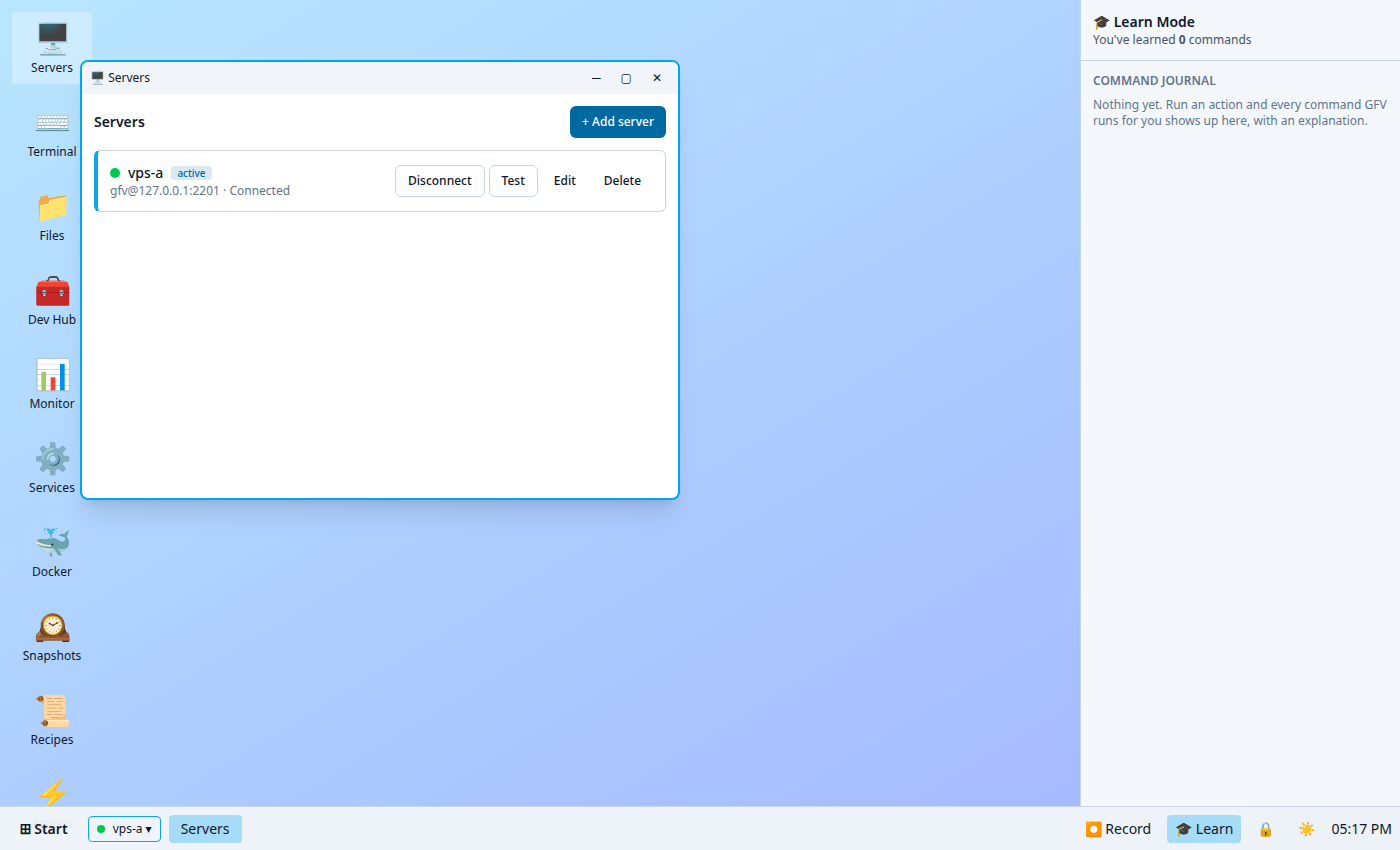 Servers
Terminal
Files
Dev Hub
Monitor
Services
Docker
Snapshots
Recipes
Servers
Servers
+ Add server
vps-a active
gfv@127.0.0.1:2201 · Connected
Disconnect Test Edit Delete
Learn Mode
You've learned 0 commands
COMMAND JOURNAL
Nothing yet. Run an action and every command GFV
runs for you shows up here, with an explanation.
Start vps-a ▾ Servers Record Learn 05:17 PM